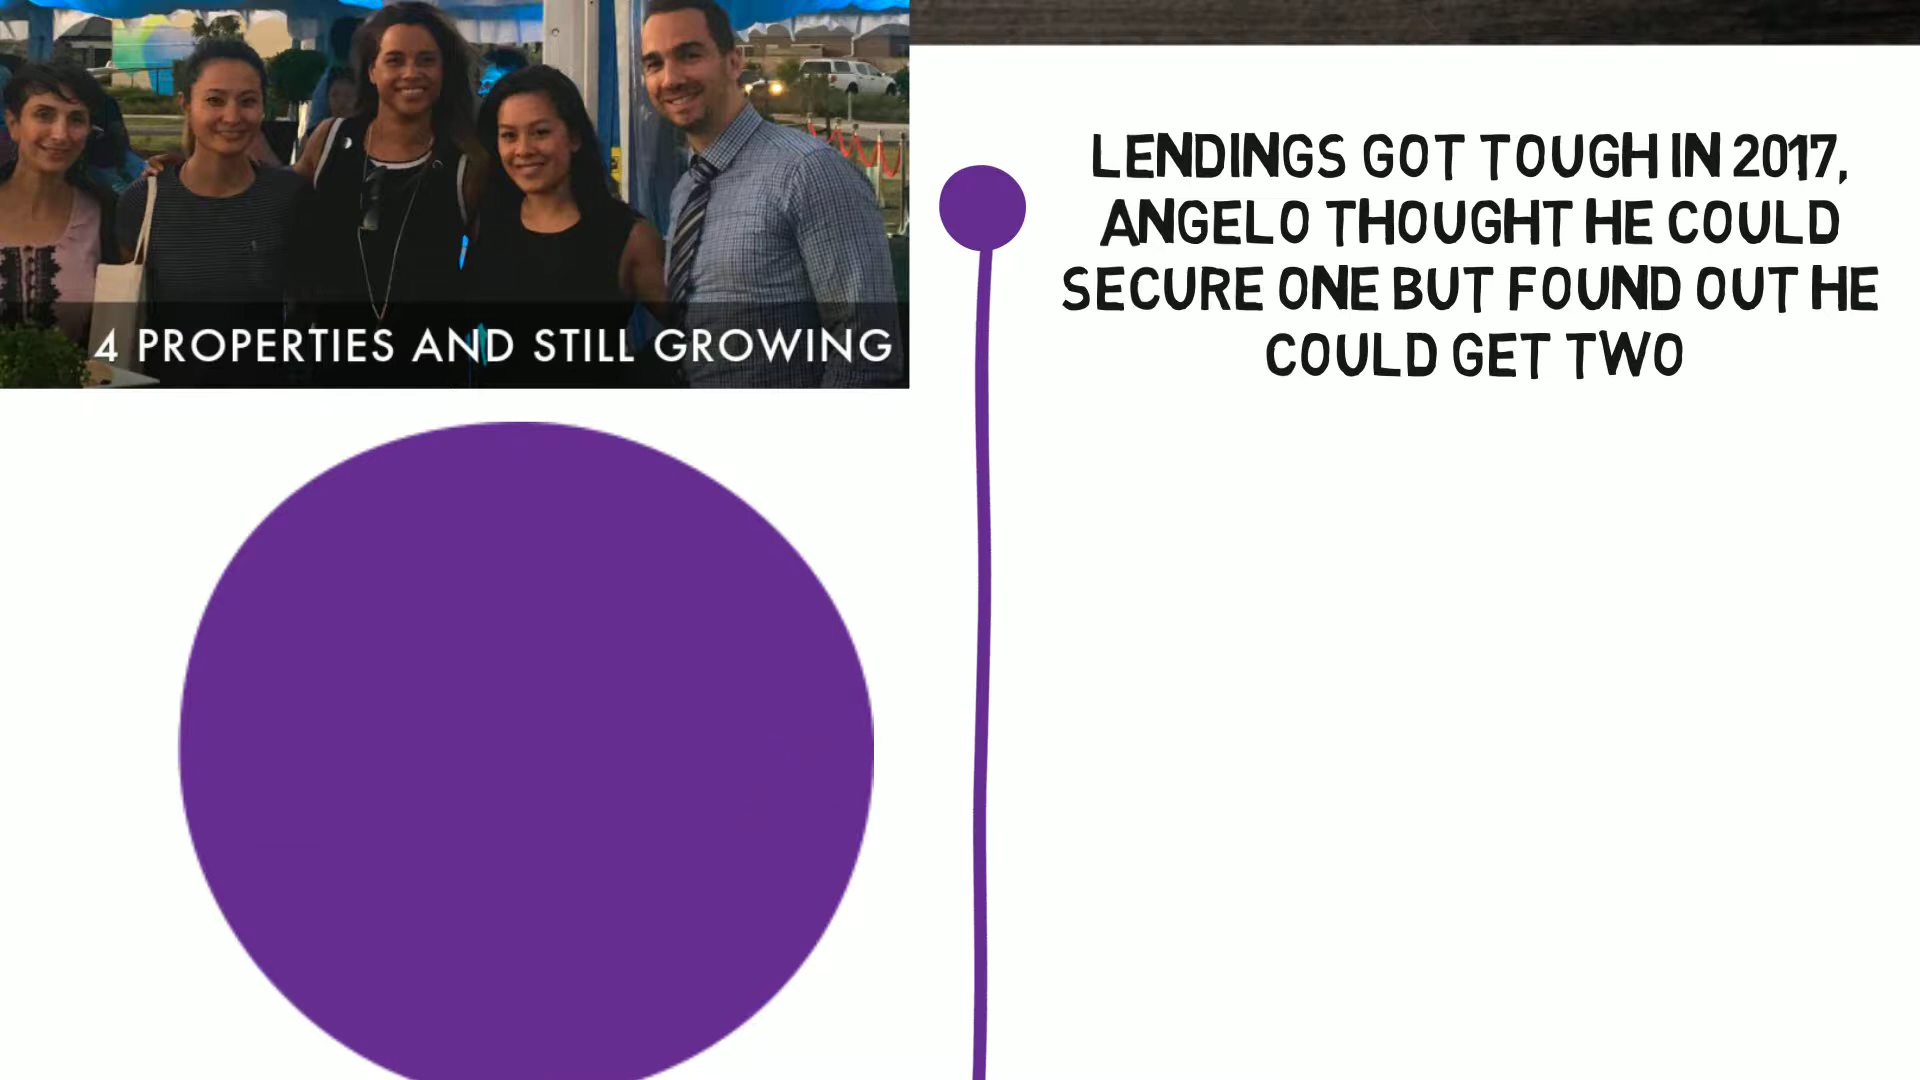 4 PROPERTIES AND STILL GROWING
LENDINGS GOT TOUGH IN 2017,
ANGELO THOUGHT HE COULD
SECURE ONE BUT FOUND OUT HE
COULD GET TWO